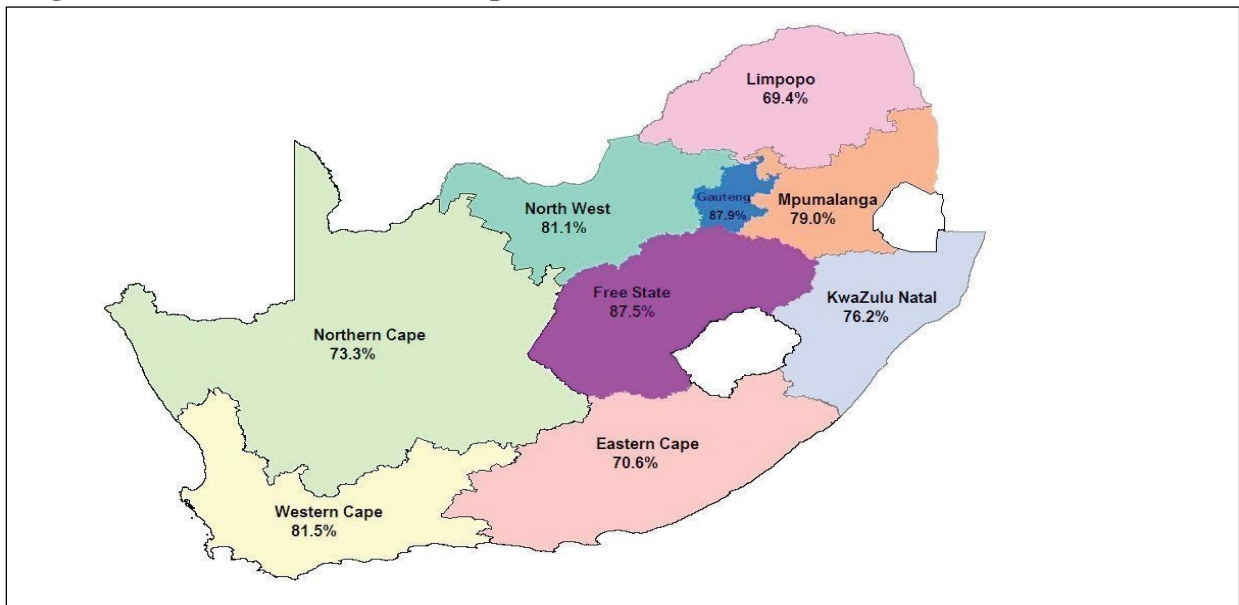 Limpopo
69.4%
Gauteng
87.9%
Mpumalanga
79.0%
North West
81.1%
Free State
87.5%
KwaZulu Natal
76.2%
Northern Cape
73.3%
Eastern Cape
70.6%
Western Cape
81.5%